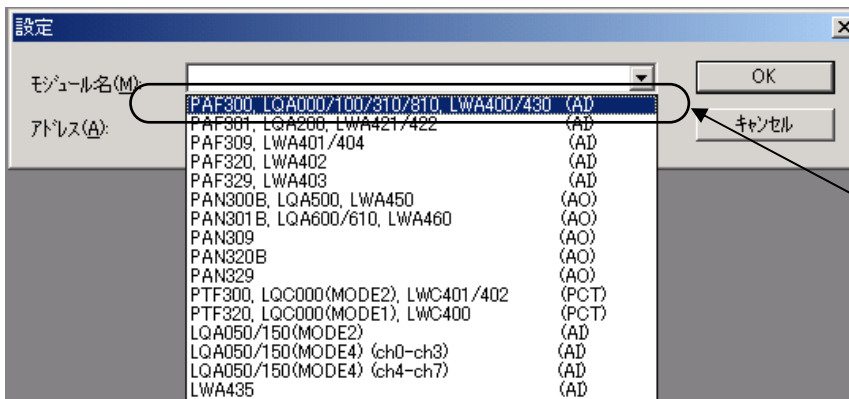 設定
モジュール名(M):
OK
PAF300, LQA000/100/310/810, LWA400/430 (AI)
アドレス(A):
キャンセル
PAF301, LQA200, LWA421/422 (AI)
PAF309, LWA401/404 (AI)
PAF320, LWA402 (AI)
PAF329, LWA403 (AI)
PAN300B, LQA500, LWA450 (AO)
PAN301B, LQA600/610, LWA460 (AO)
PAN309 (AO)
PAN320B (AO)
PAN329 (AO)
PTF300, LQC000(MODE2), LWC401/402 (PCT)
PTF320, LQC000(MODE1), LWC400 (PCT)
LQA050/150(MODE2) (AI)
LQA050/150(MODE4) (ch0-ch3) (AI)
LQA050/150(MODE4) (ch4-ch7) (AI)
LWA435 (AI)